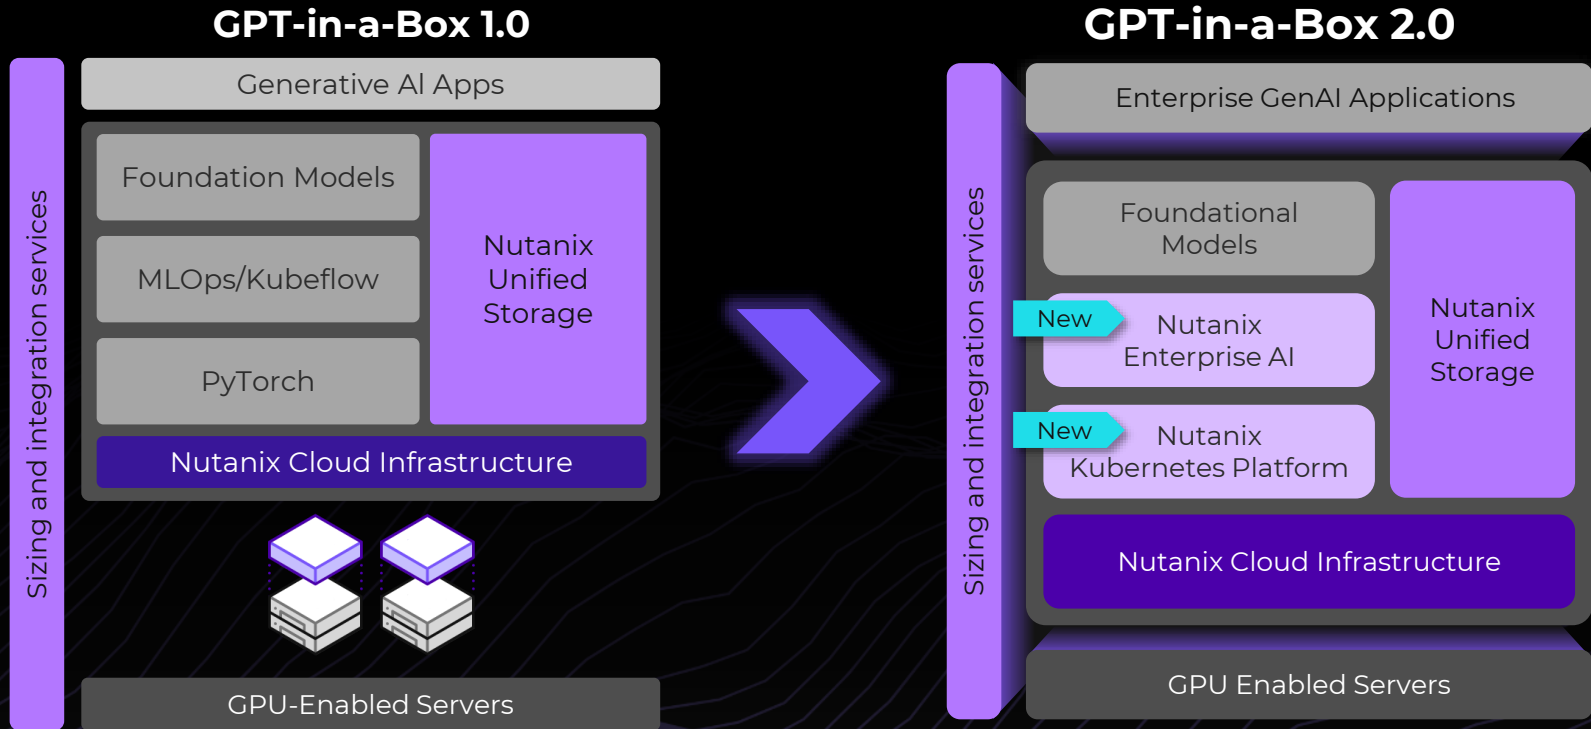 GPT-in-a-Box 1.0
Sizing and integration services
Generative AI Apps
Foundation Models
MLOps/Kubeflow
PyTorch
Nutanix
Unified
Storage
Nutanix Cloud Infrastructure
GPU-Enabled Servers
GPT-in-a-Box 2.0
Sizing and integration services
Enterprise GenAI Applications
Foundational
Models
New
Nutanix
Enterprise AI
New
Nutanix
Kubernetes Platform
Nutanix
Unified
Storage
Nutanix Cloud Infrastructure
GPU Enabled Servers